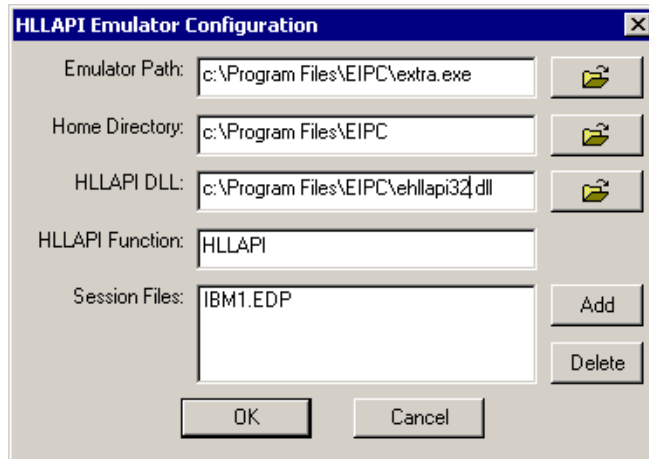 HLLAPI Emulator Configuration
Emulator Path: c:\Program Files\EIPC\extra.exe
Home Directory: c:\Program Files\EIPC
HLLAPI DLL: c:\Program Files\EIPC\ehllapi32.dll
HLLAPI Function: HLLAPI
Session Files: IBM1.EDP
Add
Delete
OK Cancel